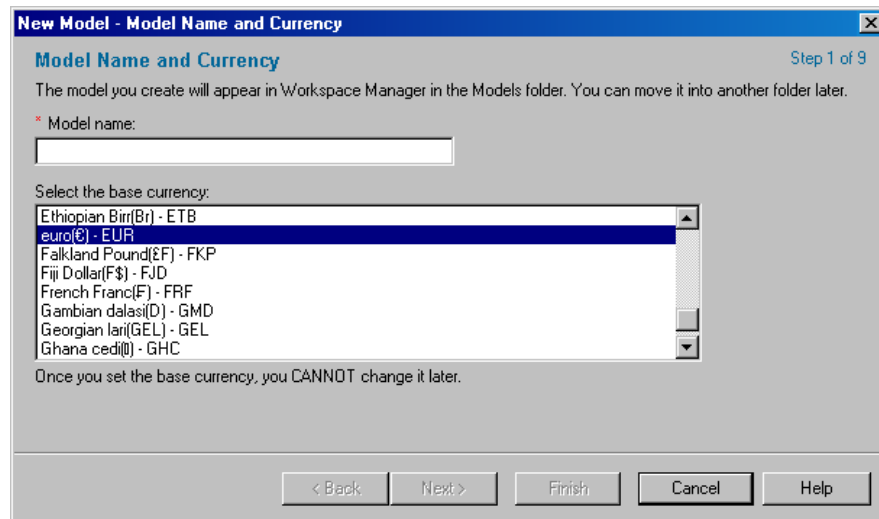 New Model - Model Name and Currency
Model Name and Currency
Step 1 of 9
The model you create will appear in Workspace Manager in the Models folder. You can move it into another folder later.
* Model name:
Select the base currency:
Ethiopian Birr(Br) - ETB
euro(€) - EUR
Falkland Pound(£F) - FKP
Fiji Dollar(F$) - FJD
French Franc(₣) - FRF
Gambian dalasi(D) - GMD
Georgian lari(GEL) - GEL
Ghana cedi(▯) - GHC
Once you set the base currency, you CANNOT change it later.
< Back
Next >
Finish
Cancel
Help